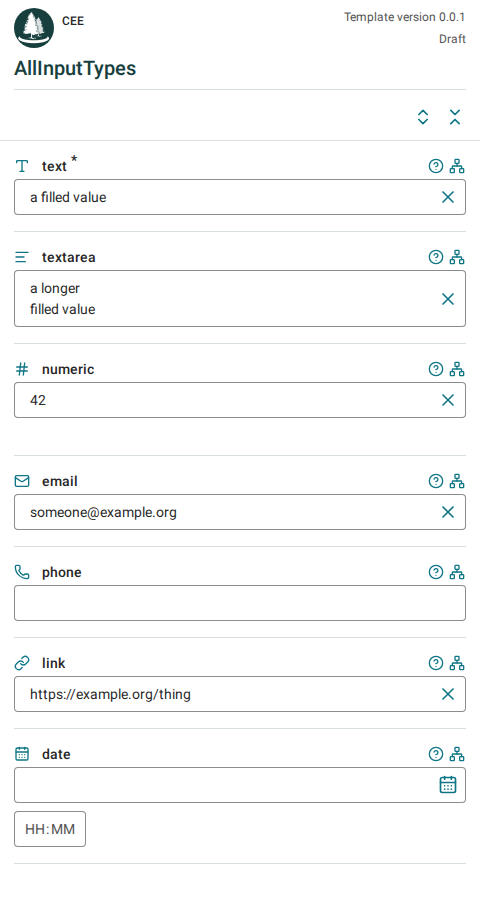 CEE
Template version 0.0.1
Draft
AllInputTypes
text *
a filled value
textarea
a longer
filled value
numeric
42
email
someone@example.org
phone
link
https://example.org/thing
date
HH:MM